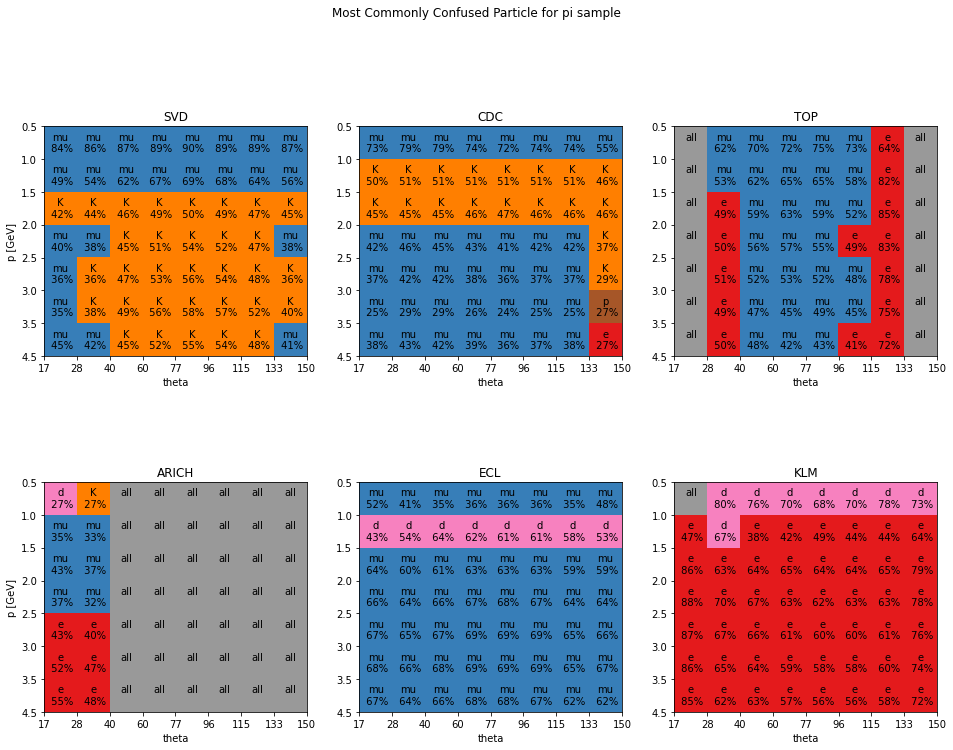 Most Commonly Confused Particle for pi sample
SVD
0.5
mu mu mu mu mu mu mu mu
84% 86% 87% 89% 90% 89% 89% 87%
1.0
mu mu mu mu mu mu mu mu
49% 54% 62% 67% 69% 68% 64% 56%
1.5
K K K K K K K K
42% 44% 46% 49% 50% 49% 47% 45%
2.0
mu mu K K K K K mu
40% 38% 45% 51% 54% 52% 47% 38%
2.5
mu K K K K K K K
36% 36% 47% 53% 56% 54% 48% 36%
3.0
mu K K K K K K K
35% 38% 49% 56% 58% 57% 52% 40%
3.5
mu mu K K K K K mu
45% 42% 45% 52% 55% 54% 48% 41%
4.5
17 28 40 60 77 96 115 133 150
theta
p [GeV]
CDC
0.5
mu mu mu mu mu mu mu mu
73% 79% 79% 74% 72% 74% 74% 55%
1.0
K K K K K K K K
50% 51% 51% 51% 51% 51% 51% 46%
1.5
K K K K K K K K
45% 45% 45% 46% 47% 46% 46% 46%
2.0
mu mu mu mu mu mu mu K
42% 46% 45% 43% 41% 42% 42% 37%
2.5
mu mu mu mu mu mu mu K
37% 42% 42% 38% 36% 37% 37% 29%
3.0
mu mu mu mu mu mu mu p
25% 29% 29% 26% 24% 25% 25% 27%
3.5
mu mu mu mu mu mu mu e
38% 43% 42% 39% 36% 37% 38% 27%
4.5
17 28 40 60 77 96 115 133 150
theta
TOP
0.5
all mu mu mu mu mu e all
62% 70% 72% 75% 73% 64%
1.0
all mu mu mu mu mu e all
53% 62% 65% 65% 58% 82%
1.5
all e mu mu mu mu e all
49% 59% 63% 59% 52% 85%
2.0
all e mu mu mu e e all
50% 56% 57% 55% 49% 83%
2.5
all e mu mu mu mu e all
51% 52% 53% 52% 48% 78%
3.0
all e mu mu mu mu e all
49% 47% 45% 49% 45% 75%
3.5
all e mu mu mu e e all
50% 48% 42% 43% 41% 72%
4.5
17 28 40 60 77 96 115 133 150
theta
ARICH
0.5
d K all all all all all all
27% 27%
1.0
mu mu all all all all all all
35% 33%
1.5
mu mu all all all all all all
43% 37%
2.0
mu mu all all all all all all
37% 32%
2.5
e e all all all all all all
43% 40%
3.0
e e all all all all all all
52% 47%
3.5
e e all all all all all all
55% 48%
4.5
17 28 40 60 77 96 115 133 150
theta
p [GeV]
ECL
0.5
mu mu mu mu mu mu mu mu
52% 41% 35% 36% 36% 36% 35% 48%
1.0
d d d d d d d d
43% 54% 64% 62% 61% 61% 58% 53%
1.5
mu mu mu mu mu mu mu mu
64% 60% 61% 63% 63% 63% 59% 59%
2.0
mu mu mu mu mu mu mu mu
66% 64% 66% 67% 68% 67% 64% 64%
2.5
mu mu mu mu mu mu mu mu
67% 65% 67% 69% 69% 69% 65% 66%
3.0
mu mu mu mu mu mu mu mu
68% 66% 68% 69% 69% 69% 65% 67%
3.5
mu mu mu mu mu mu mu mu
67% 64% 66% 68% 68% 67% 62% 62%
4.5
17 28 40 60 77 96 115 133 150
theta
KLM
0.5
all d d d d d d d
80% 76% 70% 68% 70% 78% 73%
1.0
e d e e e e e e
47% 67% 38% 42% 49% 44% 44% 64%
1.5
e e e e e e e e
86% 63% 64% 65% 64% 64% 65% 79%
2.0
e e e e e e e e
88% 70% 67% 63% 62% 63% 63% 78%
2.5
e e e e e e e e
87% 67% 66% 61% 60% 60% 61% 76%
3.0
e e e e e e e e
86% 65% 64% 59% 58% 58% 60% 74%
3.5
e e e e e e e e
85% 62% 63% 57% 56% 56% 58% 72%
4.5
17 28 40 60 77 96 115 133 150
theta